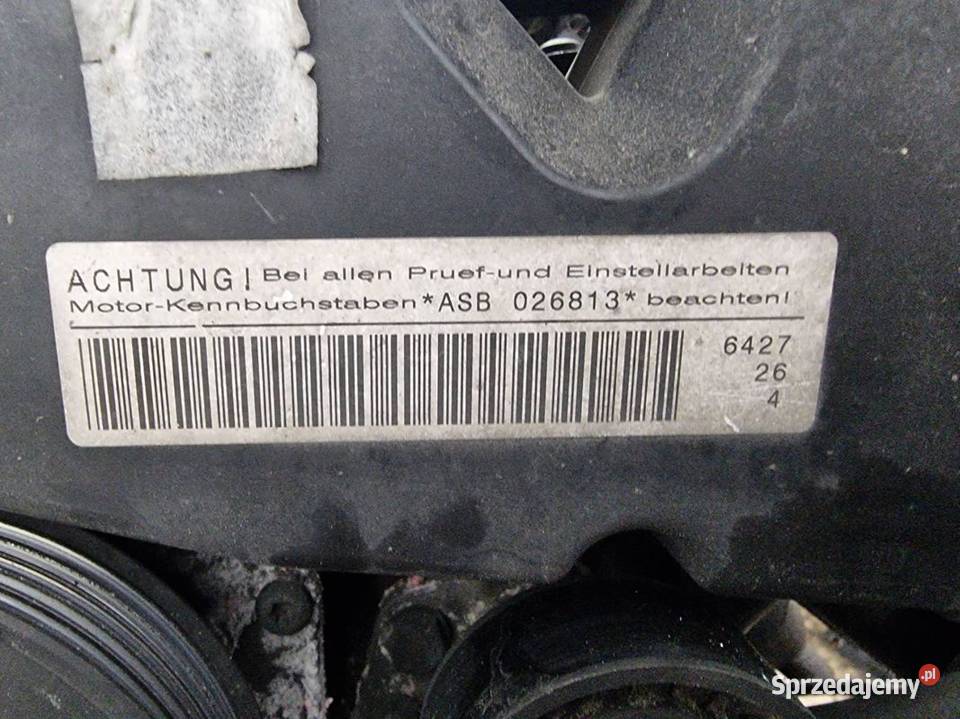 ACHTUNG! Bei allen Pruef-und Einstellarbeiten
Motor-Kennbuchstaben *ASB 026813* beachten!
6427
26
4
Sprzedajemy.pl